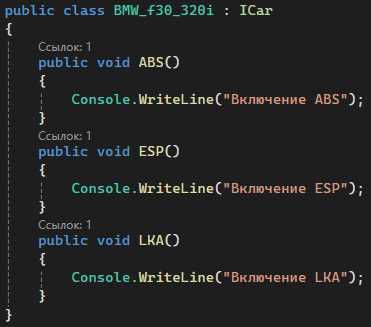 public class BMW_f30_320i : ICar
{
Ссылок: 1
public void ABS()
{
Console.WriteLine("Включение ABS");
}
Ссылок: 1
public void ESP()
{
Console.WriteLine("Включение ESP");
}
Ссылок: 1
public void LKA()
{
Console.WriteLine("Включение LKA");
}
}